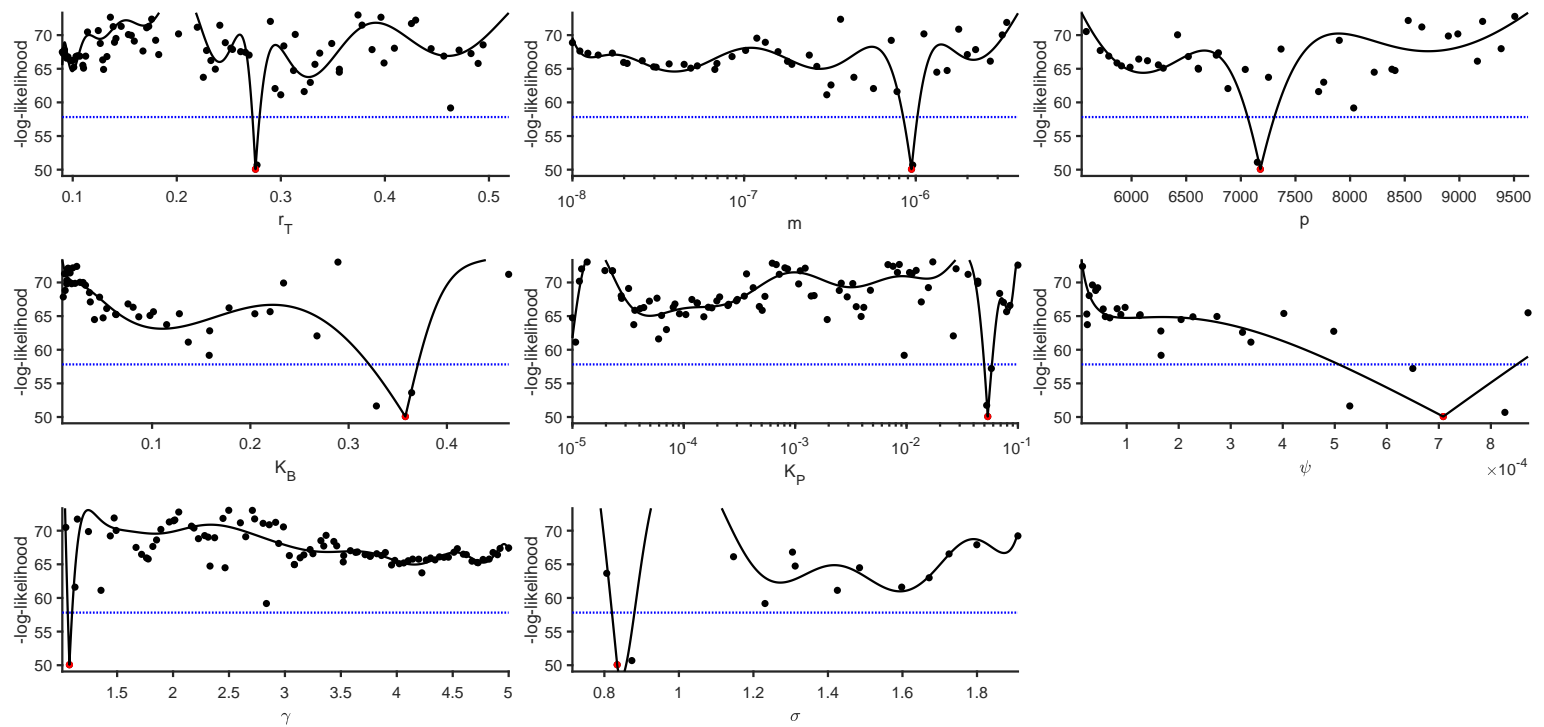 -log-likelihood
70
65
60
55
50
0.1 0.2 0.3 0.4 0.5
r_T
-log-likelihood
70
65
60
55
50
10^-8 10^-7 10^-6
m
-log-likelihood
70
65
60
55
50
6000 6500 7000 7500 8000 8500 9000 9500
p
-log-likelihood
70
65
60
55
50
0.1 0.2 0.3 0.4
K_B
-log-likelihood
70
65
60
55
50
10^-5 10^-4 10^-3 10^-2 10^-1
K_P
-log-likelihood
70
65
60
55
50
1 2 3 4 5 6 7 8
ψ ×10^-4
-log-likelihood
70
65
60
55
50
1.5 2 2.5 3 3.5 4 4.5 5
γ
-log-likelihood
70
65
60
55
50
0.8 1 1.2 1.4 1.6 1.8
σ